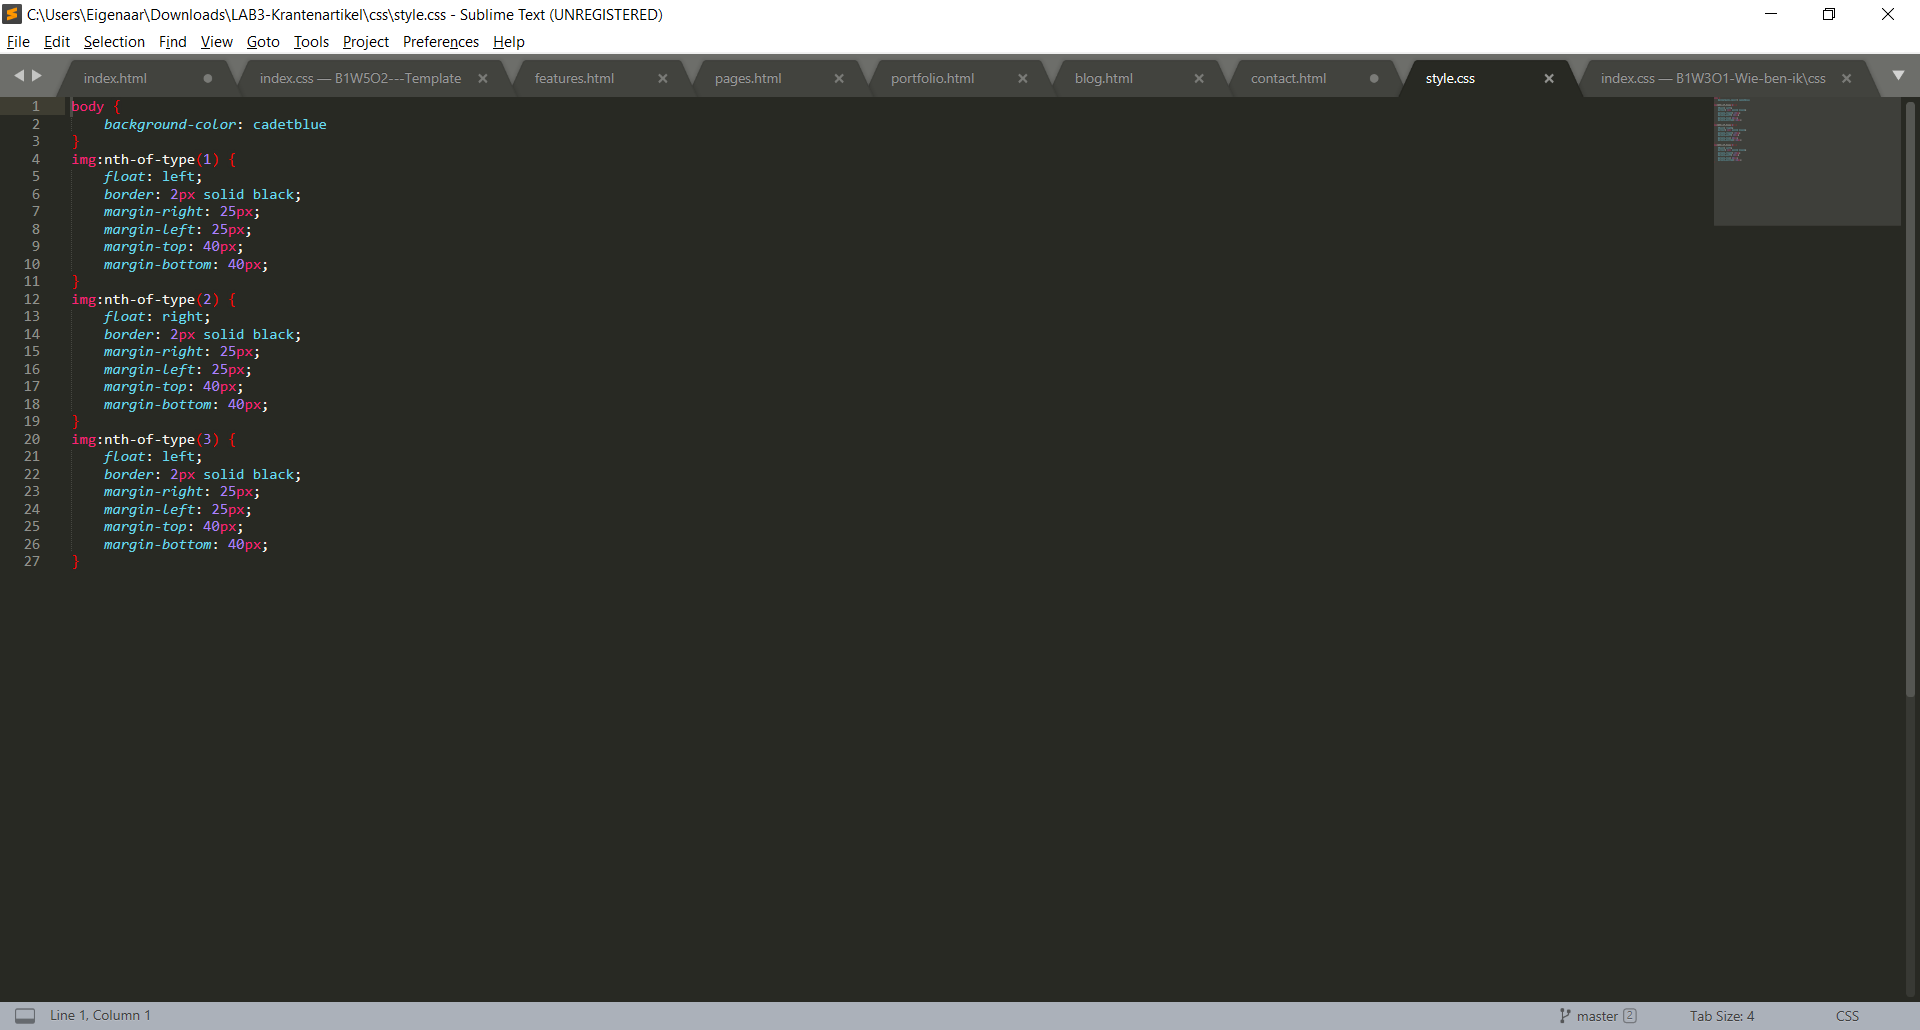 C:\Users\Eigenaar\Downloads\LAB3-Krantenartikel\css\style.css - Sublime Text (UNREGISTERED)
File Edit Selection Find View Goto Tools Project Preferences Help
index.html index.css — B1W5O2---Template features.html pages.html portfolio.html blog.html contact.html style.css index.css — B1W3O1-Wie-ben-ik\css
1 body {
2     background-color: cadetblue
3 }
4 img:nth-of-type(1) {
5     float: left;
6     border: 2px solid black;
7     margin-right: 25px;
8     margin-left: 25px;
9     margin-top: 40px;
10     margin-bottom: 40px;
11 }
12 img:nth-of-type(2) {
13     float: right;
14     border: 2px solid black;
15     margin-right: 25px;
16     margin-left: 25px;
17     margin-top: 40px;
18     margin-bottom: 40px;
19 }
20 img:nth-of-type(3) {
21     float: left;
22     border: 2px solid black;
23     margin-right: 25px;
24     margin-left: 25px;
25     margin-top: 40px;
26     margin-bottom: 40px;
27 }
Line 1, Column 1 master 2 Tab Size: 4 CSS